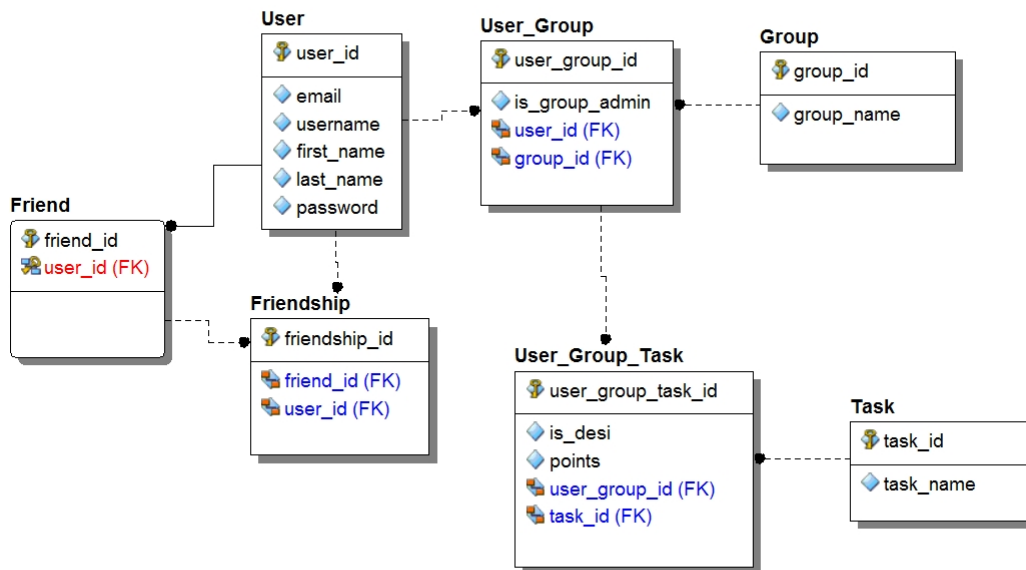 User
user_id
email
username
first_name
last_name
password
User_Group
user_group_id
is_group_admin
user_id (FK)
group_id (FK)
Group
group_id
group_name
Friend
friend_id
user_id (FK)
Friendship
friendship_id
friend_id (FK)
user_id (FK)
User_Group_Task
user_group_task_id
is_desi
points
user_group_id (FK)
task_id (FK)
Task
task_id
task_name